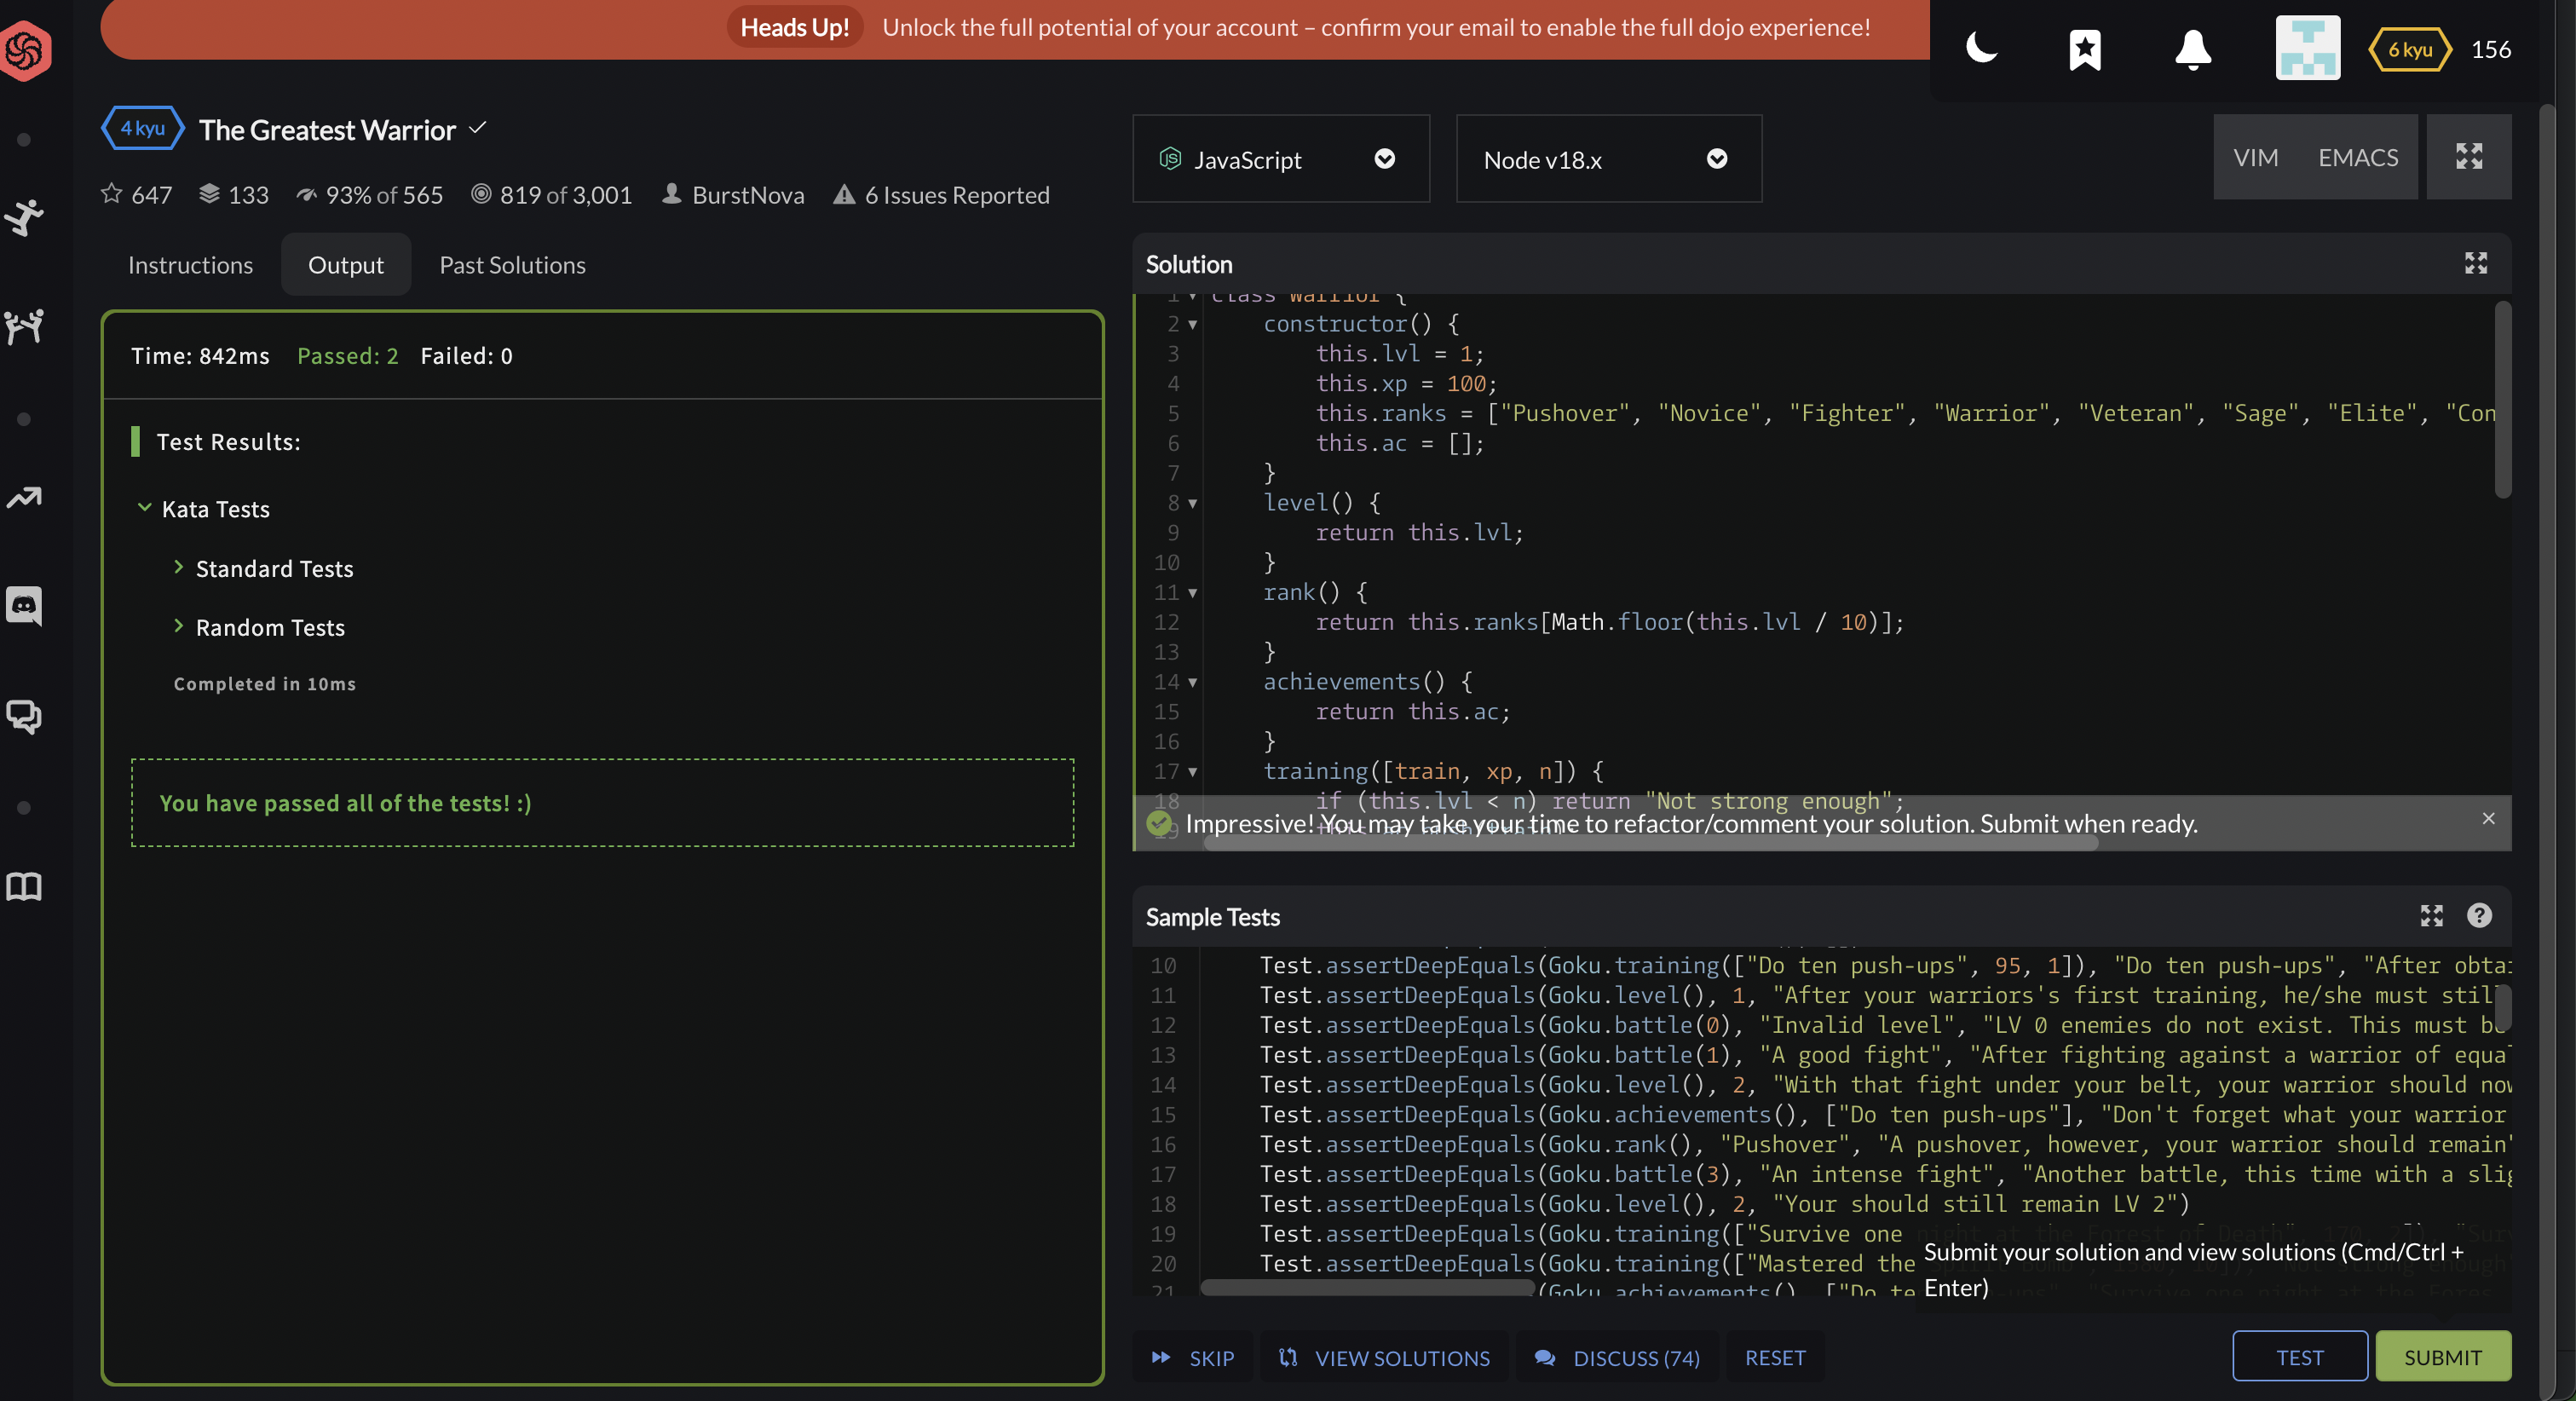 Heads Up! Unlock the full potential of your account – confirm your email to enable the full dojo experience!
6 kyu 156
4 kyu The Greatest Warrior
647 133 93% of 565 819 of 3,001 BurstNova 6 Issues Reported
JavaScript
Node v18.x
VIM EMACS
Instructions Output Past Solutions
Time: 842ms Passed: 2 Failed: 0
Test Results:
Kata Tests
Standard Tests
Random Tests
Completed in 10ms
You have passed all of the tests! :)
Solution
1 class Warrior {
2 constructor() {
3 this.lvl = 1;
4 this.xp = 100;
5 this.ranks = ["Pushover", "Novice", "Fighter", "Warrior", "Veteran", "Sage", "Elite", "Con
6 this.ac = [];
7 }
8 level() {
9 return this.lvl;
10 }
11 rank() {
12 return this.ranks[Math.floor(this.lvl / 10)];
13 }
14 achievements() {
15 return this.ac;
16 }
17 training([train, xp, n]) {
18 if (this.lvl < n) return "Not strong enough";
19
Impressive! You may take your time to refactor/comment your solution. Submit when ready.
Sample Tests
10 Test.assertDeepEquals(Goku.training(["Do ten push-ups", 95, 1]), "Do ten push-ups", "After obtai
11 Test.assertDeepEquals(Goku.level(), 1, "After your warriors's first training, he/she must still
12 Test.assertDeepEquals(Goku.battle(0), "Invalid level", "LV 0 enemies do not exist. This must be
13 Test.assertDeepEquals(Goku.battle(1), "A good fight", "After fighting against a warrior of equal
14 Test.assertDeepEquals(Goku.level(), 2, "With that fight under your belt, your warrior should now
15 Test.assertDeepEquals(Goku.achievements(), ["Do ten push-ups"], "Don't forget what your warrior
16 Test.assertDeepEquals(Goku.rank(), "Pushover", "A pushover, however, your warrior should remain"
17 Test.assertDeepEquals(Goku.battle(3), "An intense fight", "Another battle, this time with a slig
18 Test.assertDeepEquals(Goku.level(), 2, "Your should still remain LV 2")
19 Test.assertDeepEquals(Goku.training(["Survive one night at the Forest of Death", 170, 2]), "Sur
20 Test.assertDeepEquals(Goku.training(["Mastered the
21 (Goku.achievements(), ["Do te
Submit your solution and view solutions (Cmd/Ctrl +
Enter)
SKIP VIEW SOLUTIONS DISCUSS (74) RESET
TEST SUBMIT